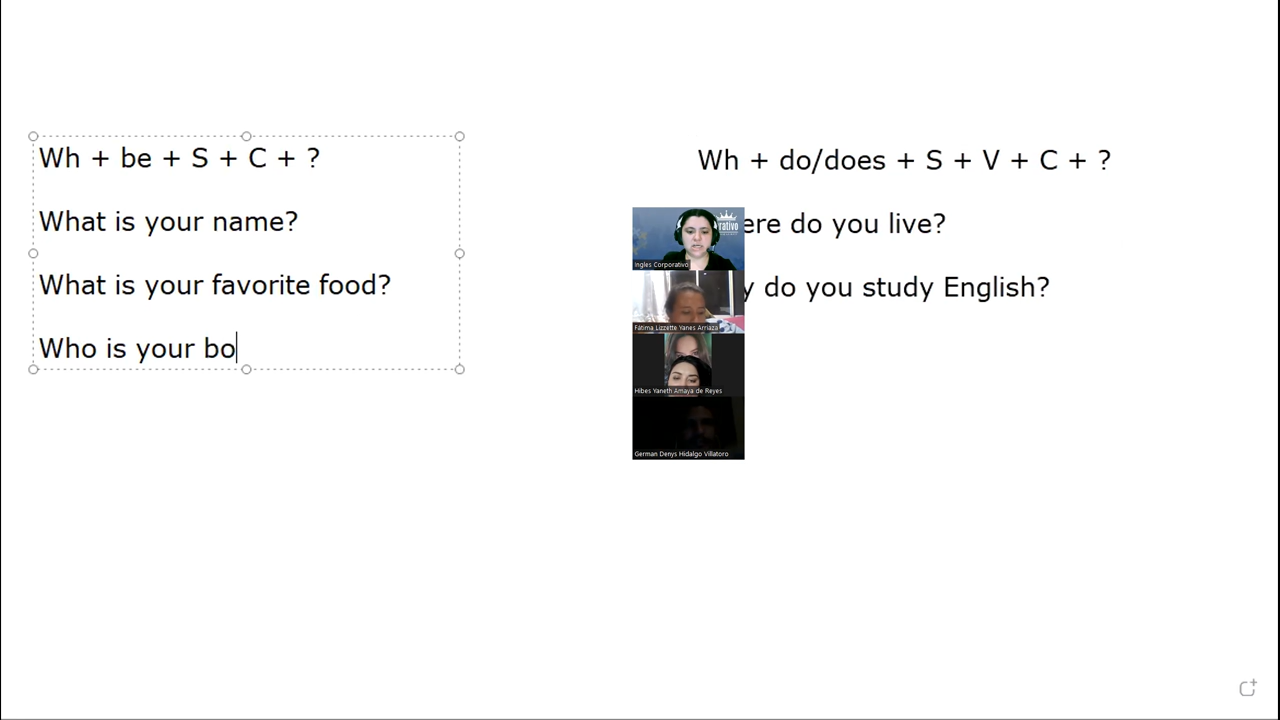 Wh + be + S + C + ?
What is your name?
What is your favorite food?
Who is your bo
Wh + do/does + S + V + C + ?
ere do you live?
y do you study English?
rativo
Ingles Corporativo
Fátima Lizzette Yanes Arriaza
Hibes Yaneth Amaya de Reyes
German Denys Hidalgo Villatoro